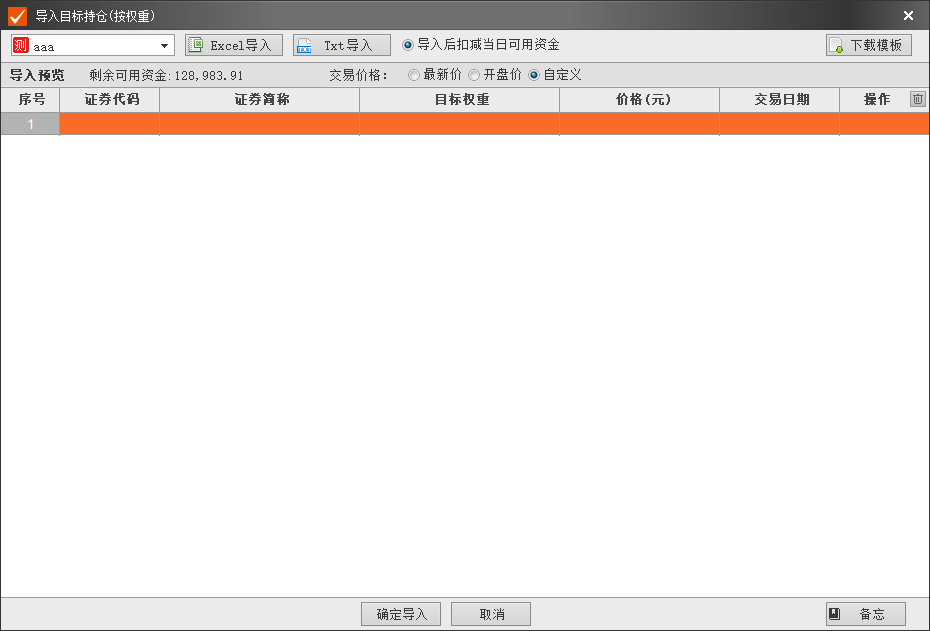 导入目标持仓(按权重)
测 aaa Excel导入 Txt导入 导入后扣减当日可用资金 下载模板
导入预览 剩余可用资金:128,983.91 交易价格: 最新价 开盘价 自定义
序号 证券代码 证券简称 目标权重 价格(元) 交易日期 操作
1
确定导入 取消 备忘